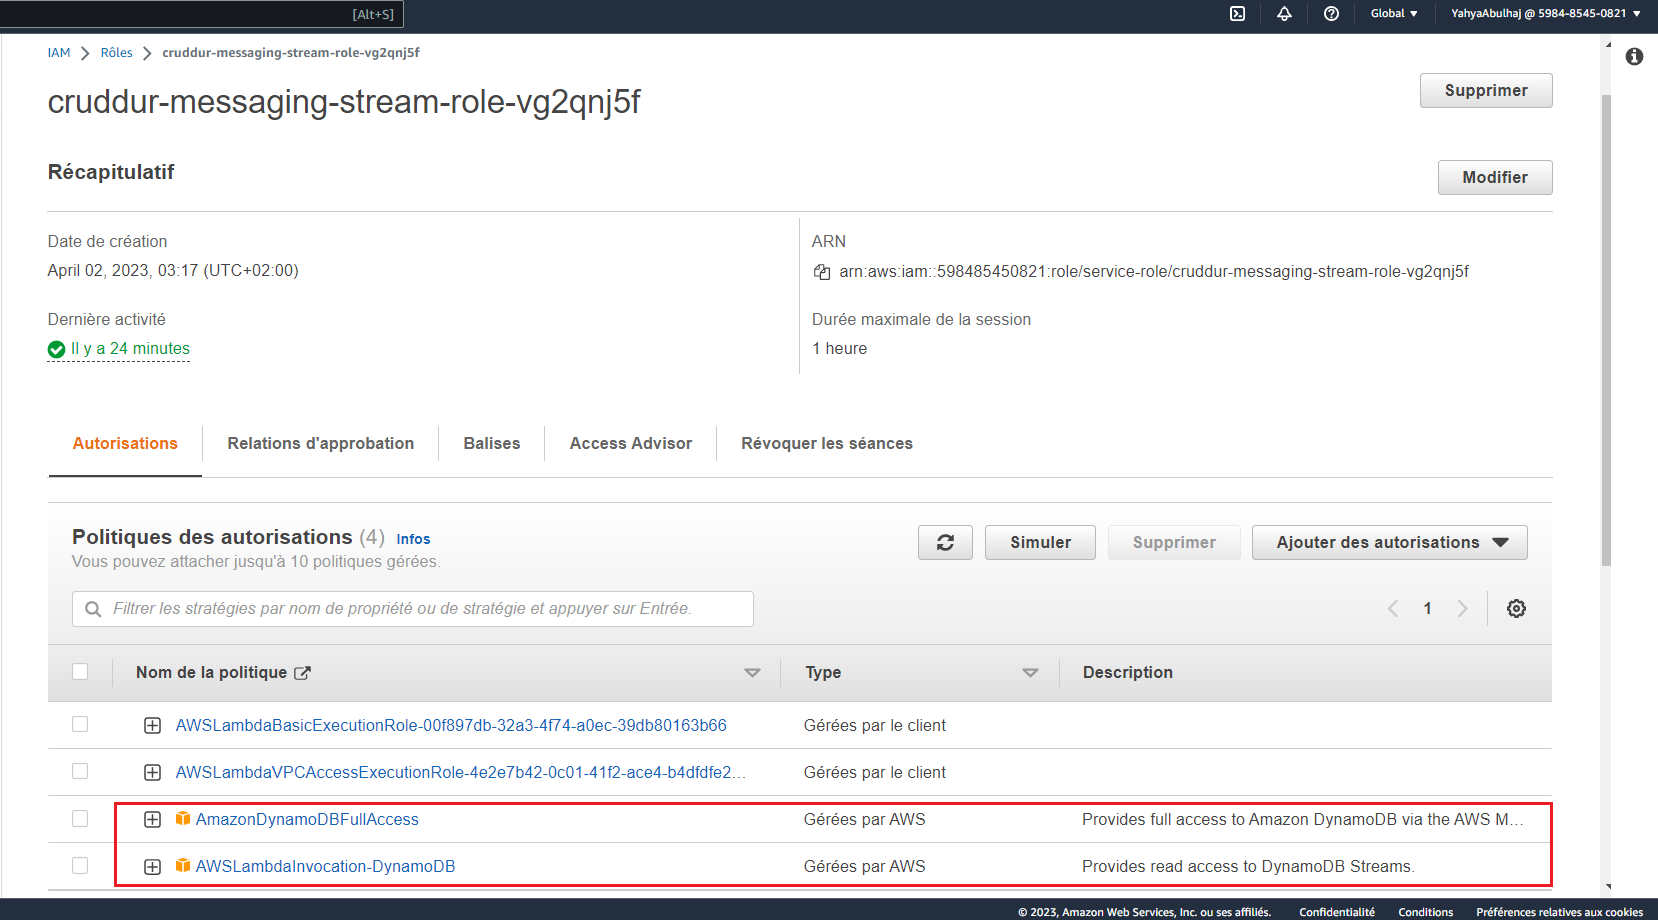 [Alt+S]
Global
YahyaAbulhaj @ 5984-8545-0821
IAM
Rôles
cruddur-messaging-stream-role-vg2qnj5f
cruddur-messaging-stream-role-vg2qnj5f
Supprimer
Récapitulatif
Modifier
Date de création
April 02, 2023, 03:17 (UTC+02:00)
ARN
arn:aws:iam::598485450821:role/service-role/cruddur-messaging-stream-role-vg2qnj5f
Dernière activité
Il y a 24 minutes
Durée maximale de la session
1 heure
Autorisations
Relations d'approbation
Balises
Access Advisor
Révoquer les séances
Politiques des autorisations (4) Infos
Vous pouvez attacher jusqu'à 10 politiques gérées.
Simuler
Supprimer
Ajouter des autorisations
Filtrer les stratégies par nom de propriété ou de stratégie et appuyer sur Entrée.
1
Nom de la politique
Type
Description
AWSLambdaBasicExecutionRole-00f897db-32a3-4f74-a0ec-39db80163b66
Gérées par le client
AWSLambdaVPCAccessExecutionRole-4e2e7b42-0c01-41f2-ace4-b4dfdfe2...
Gérées par le client
AmazonDynamoDBFullAccess
Gérées par AWS
Provides full access to Amazon DynamoDB via the AWS M...
AWSLambdaInvocation-DynamoDB
Gérées par AWS
Provides read access to DynamoDB Streams.
© 2023, Amazon Web Services, Inc. ou ses affiliés.
Confidentialité
Conditions
Préférences relatives aux cookies